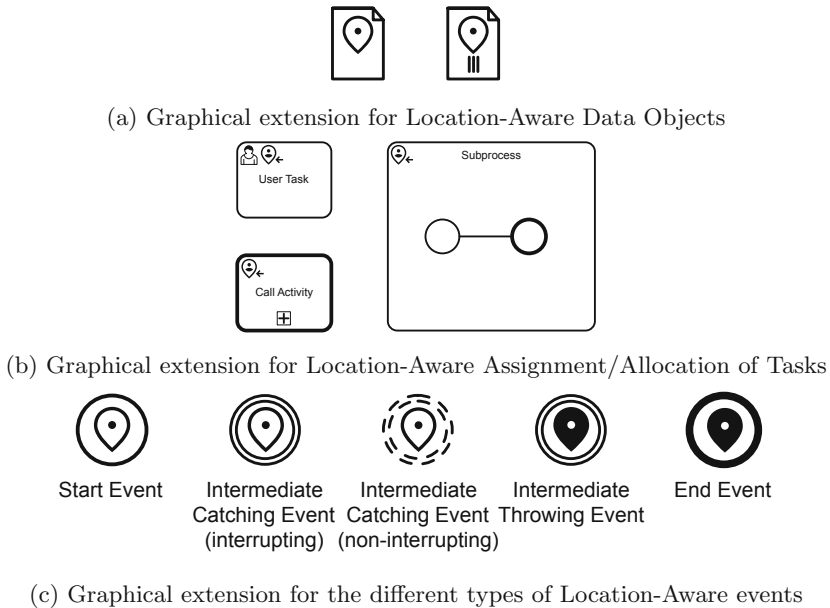 (a) Graphical extension for Location-Aware Data Objects
User Task
Subprocess
Call Activity
(b) Graphical extension for Location-Aware Assignment/Allocation of Tasks
Start Event
Intermediate
Catching Event
(interrupting)
Intermediate
Catching Event
(non-interrupting)
Intermediate
Throwing Event
End Event
(c) Graphical extension for the different types of Location-Aware events